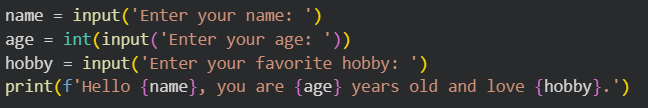 name = input('Enter your name: ')
age = int(input('Enter your age: '))
hobby = input('Enter your favorite hobby: ')
print(f'Hello {name}, you are {age} years old and love {hobby}.')